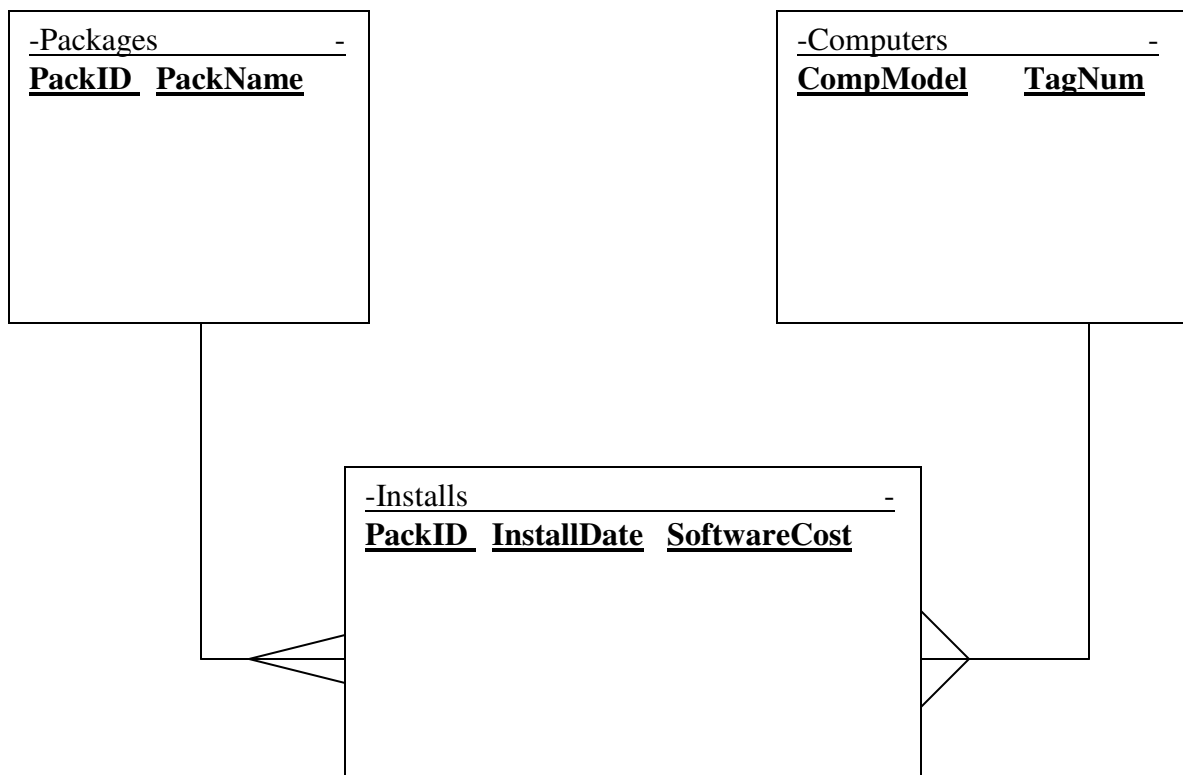 -Packages -
PackID PackName
-Computers -
CompModel TagNum
-Installs -
PackID InstallDate SoftwareCost